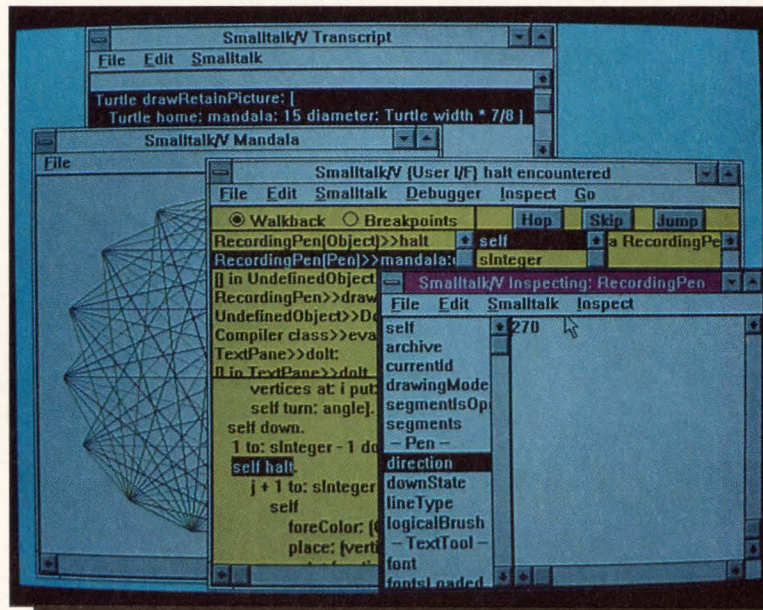 Smalltalk/V Transcript
File Edit Smalltalk
Turtle drawRetainPicture: [
Turtle home: mandala: 15 diameter: Turtle width * 7/8 ]
Smalltalk/V Mandala
File
Smalltalk/V {User I/F} halt encountered
File Edit Smalltalk Debugger Inspect Go
Walkback Breakpoints Hop Skip Jump
RecordingPen(Object)>>halt
RecordingPen(Pen)>>mandala:
[] in UndefinedObject
RecordingPen>>draw
UndefinedObject>>Do
Compiler class>>eva
TextPane>>doIt:
[] in TextPane>>doIt
self
sInteger
a RecordingPe
vertices at: i put:
self turn: angle].
self down.
1 to: sInteger - 1 do
self halt.
j + 1 to: sInteger
self
foreColor: (
place: (verti
Smalltalk/V Inspecting: RecordingPen
File Edit Smalltalk Inspect
self
archive
currentId
drawingMode
segmentIsOp
segments
-- Pen --
direction
downState
lineType
logicalBrush
-- TextTool --
font
fontsLoaded
270